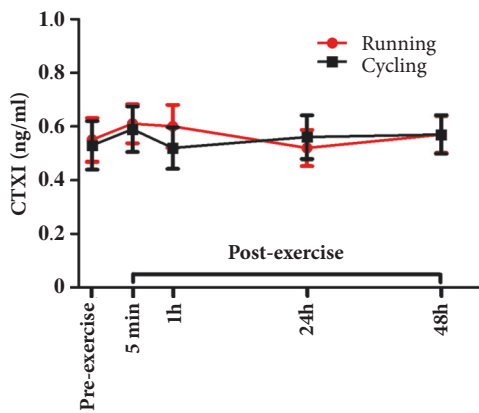 1.0
0.8
0.6
0.4
0.2
0
CTXI (ng/ml)
Running
Cycling
Post-exercise
Pre-exercise
5 min
1h
24h
48h